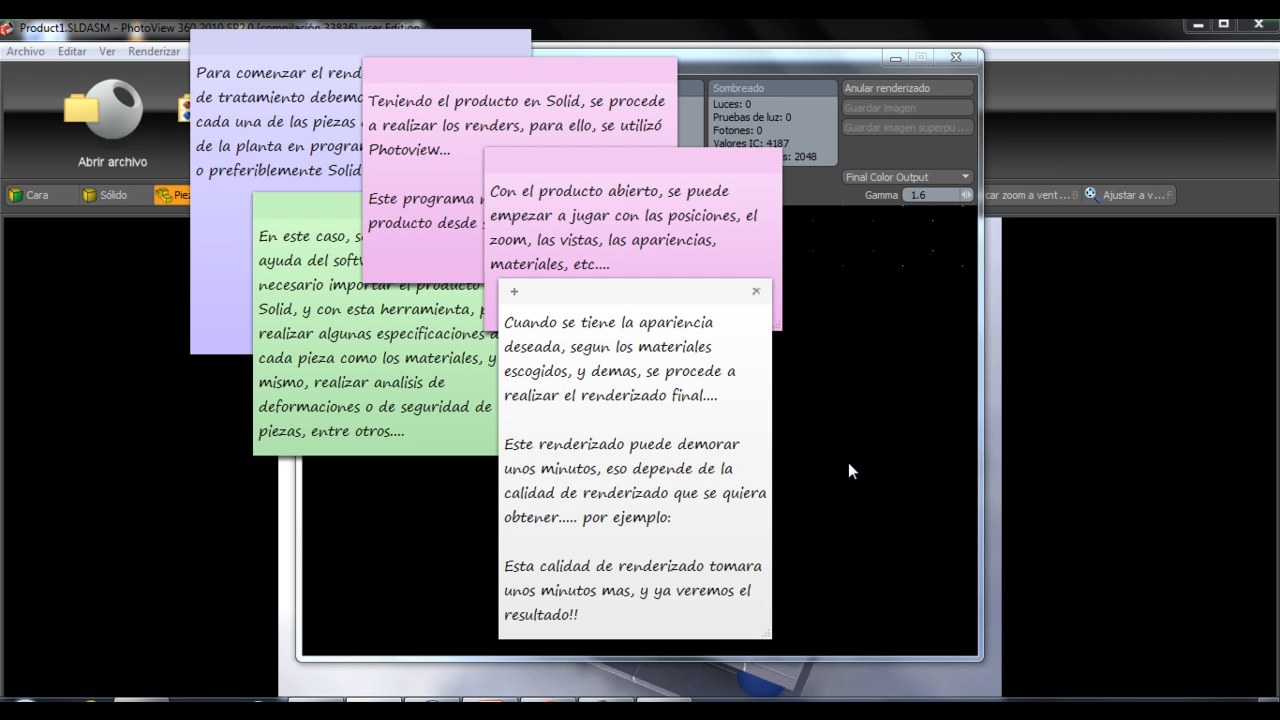 Product1.SLDASM - PhotoView 360 2010 SP2.0 [compilación 33836] user Edition
Archivo Editar Ver Renderizar
Abrir archivo
Cara Sólido
Para comenzar el
de tratamiento
cada una de las piezas
de la planta en
o preferiblemente Solid
Teniendo el producto en Solid, se procede
a realizar los renders, para ello, se utilizó
Photoview...
Este programa
producto desde
En este caso,
ayuda del
necesario importar el producto
Solid, y con esta herramienta,
realizar algunas especificaciones
cada pieza como los materiales, y
mismo, realizar analisis de
deformaciones o de seguridad de
piezas, entre otros....
Con el producto abierto, se puede
empezar a jugar con las posiciones, el
zoom, las vistas, las apariencias,
materiales, etc....
Cuando se tiene la apariencia
deseada, segun los materiales
escogidos, y demas, se procede a
realizar el renderizado final....
Este renderizado puede demorar
unos minutos, eso depende de la
calidad de renderizado que se quiera
obtener..... por ejemplo:
Esta calidad de renderizado tomara
unos minutos mas, y ya veremos el
resultado!!
Sombreado
Luces: 0
Pruebas de luz: 0
Fotones: 0
Valores IC: 4187
2048
Anular renderizado
Guardar imagen
Guardar imagen superpu ...
Final Color Output
Gamma 1.6
zoom a vent ...
Ajustar a v... F